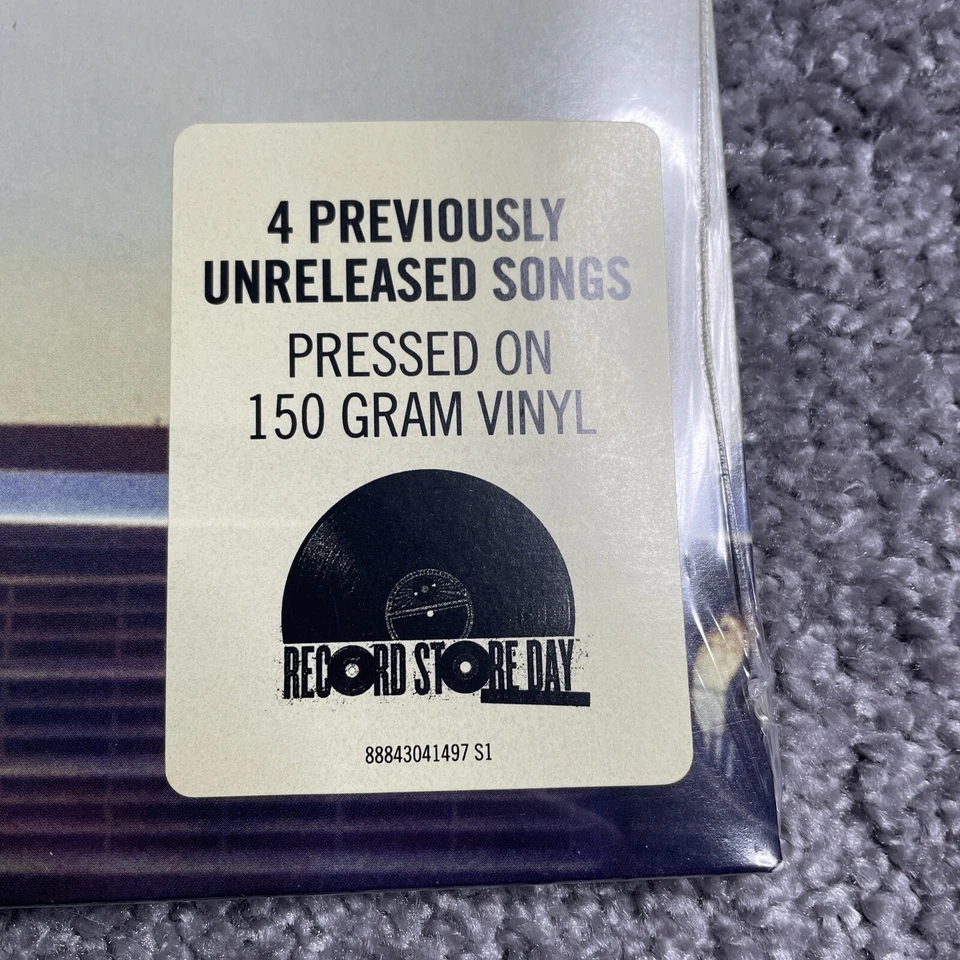 4 PREVIOUSLY
UNRELEASED SONGS
PRESSED ON
150 GRAM VINYL
RECORD STORE DAY
88843041497 S1